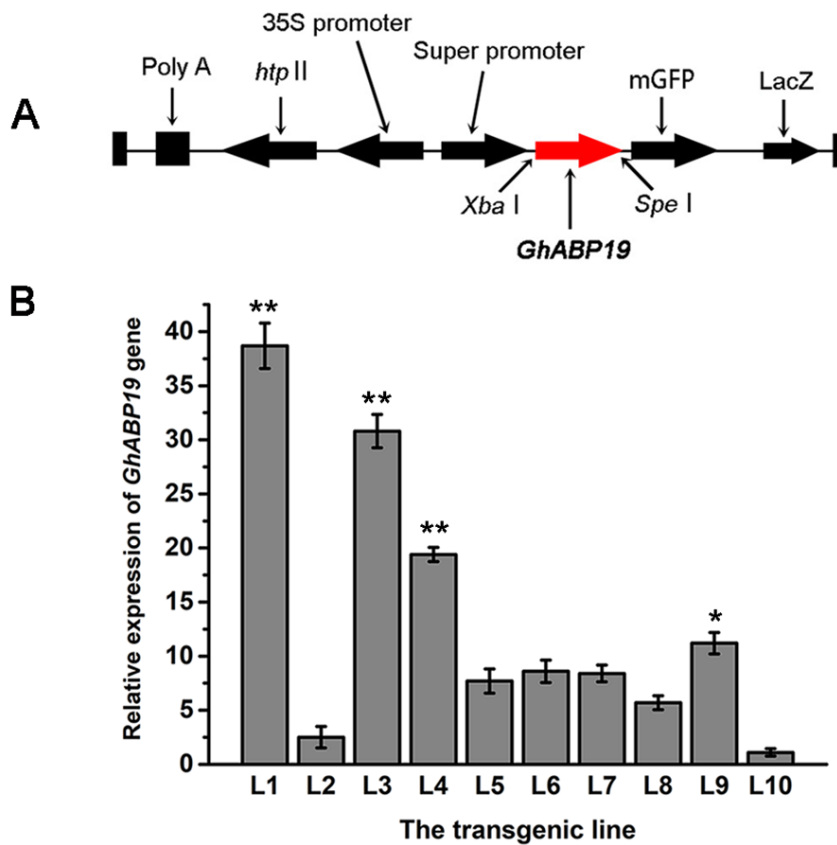 A
35S promoter
Super promoter
Poly A
htp II
mGFP
LacZ
Xba I
Spe I
GhABP19
B
Relative expression of GhABP19 gene
40
35
30
25
20
15
10
5
0
**
**
**
*
L1 L2 L3 L4 L5 L6 L7 L8 L9 L10
The transgenic line